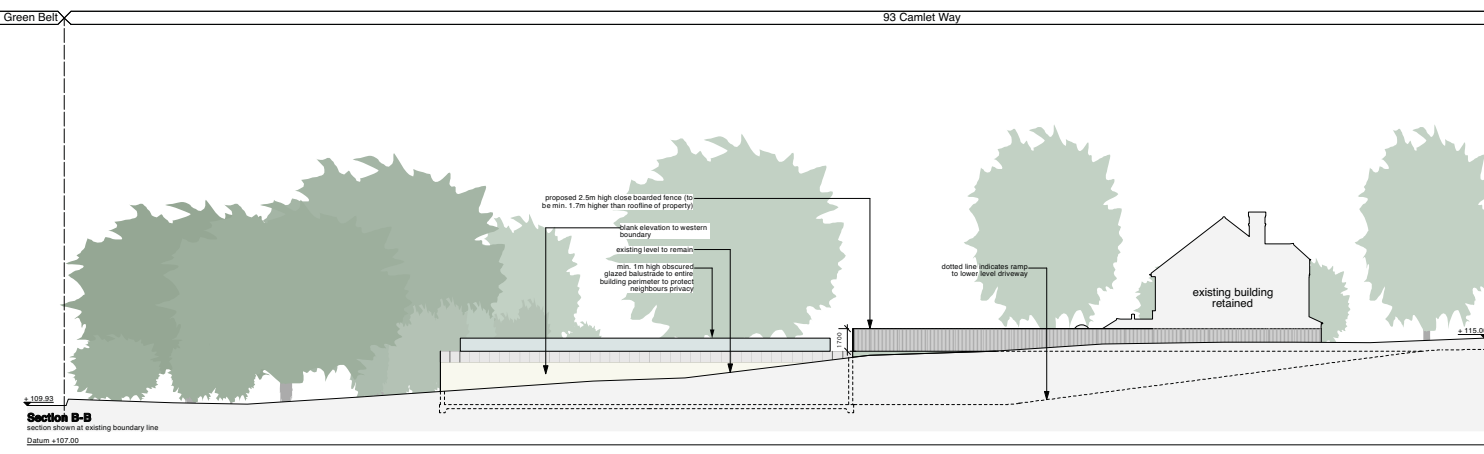 Green Belt
93 Camlet Way
proposed 2.5m high close boarded fence (to
be min. 1.7m higher than roofline of property)
blank elevation to western
boundary
existing level to remain
min. 1m high obscured
glazed balustrade to entire
building perimeter to protect
neighbours privacy
dotted line indicates ramp
to lower level driveway
existing building
retained
1700
+ 115.0
+ 109.93
Section B-B
section shown at existing boundary line
Datum +107.00